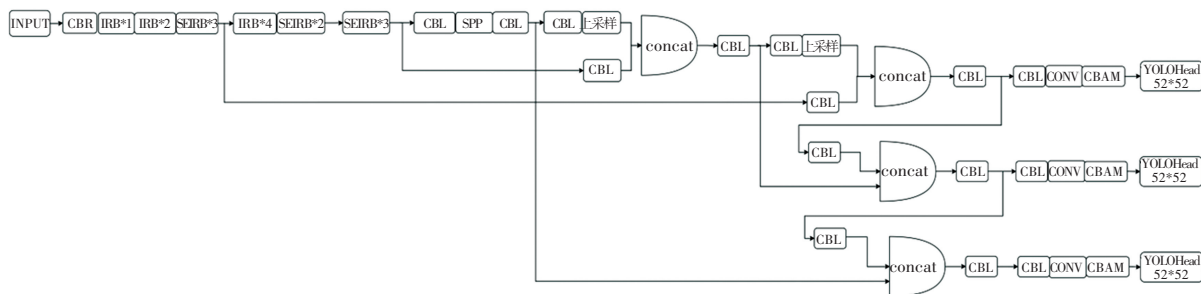 INPUT CBR IRB*1 IRB*2 SEIRB*3 IRB*4 SEIRB*2 SEIRB*3 CBL SPP CBL CBL 上采样
concat CBL CBL 上采样
CBL
concat CBL CBL CONV CBAM YOLOHead
52*52
CBL
CBL
concat CBL CBL CONV CBAM YOLOHead
52*52
CBL
concat CBL CBL CONV CBAM YOLOHead
52*52